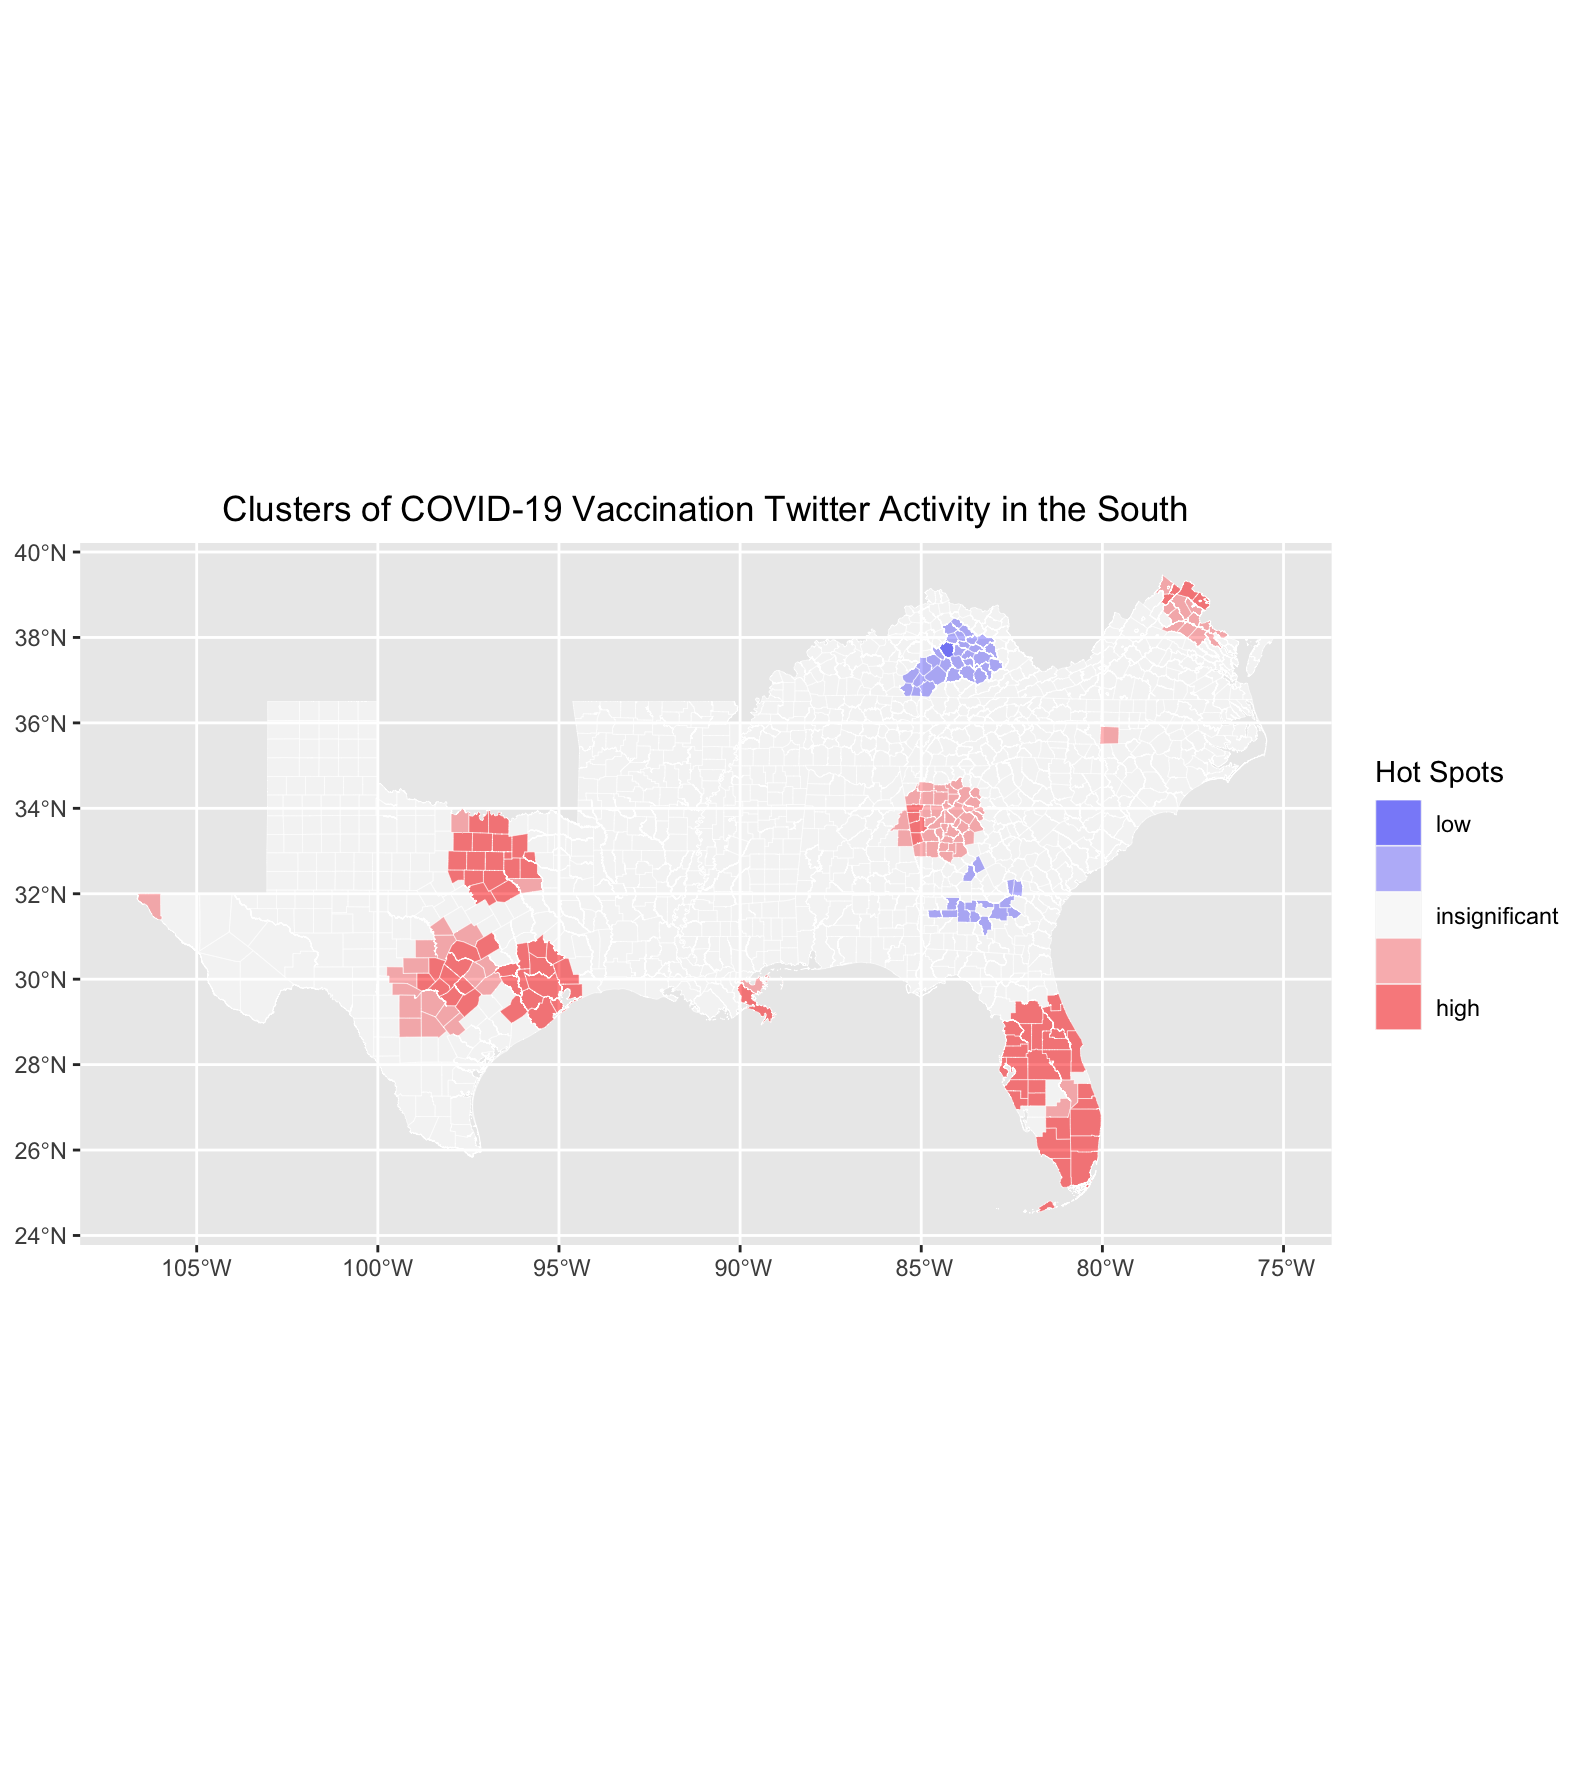 Clusters of COVID-19 Vaccination Twitter Activity in the South
40°N
38°N
36°N
34°N
32°N
30°N
28°N
26°N
24°N
105°W 100°W 95°W 90°W 85°W 80°W 75°W
Hot Spots
low
insignificant
high